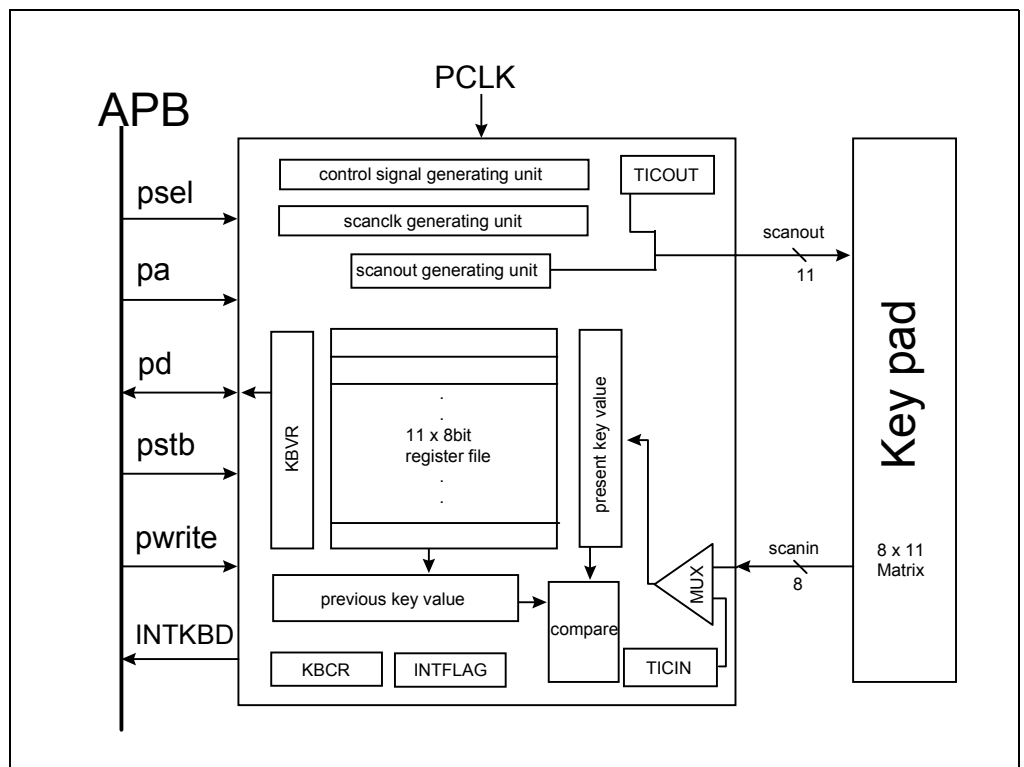 PCLK
APB
control signal generating unit
TICOUT
psel
scanclk generating unit
scanout
scanout generating unit
11
pa
Key pad
pd
KBVR
.
.
11 x 8bit
register file
.
.
present key value
pstb
pwrite
scanin
8
8 x 11
Matrix
MUX
previous key value
compare
INTKBD
KBCR
INTFLAG
TICIN